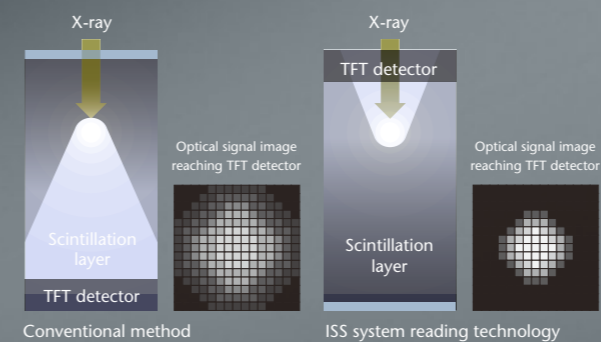 X-ray
Optical signal image
reaching TFT detector
Scintillation
layer
TFT detector
Conventional method
X-ray
TFT detector
Optical signal image
reaching TFT detector
Scintillation
layer
ISS system reading technology